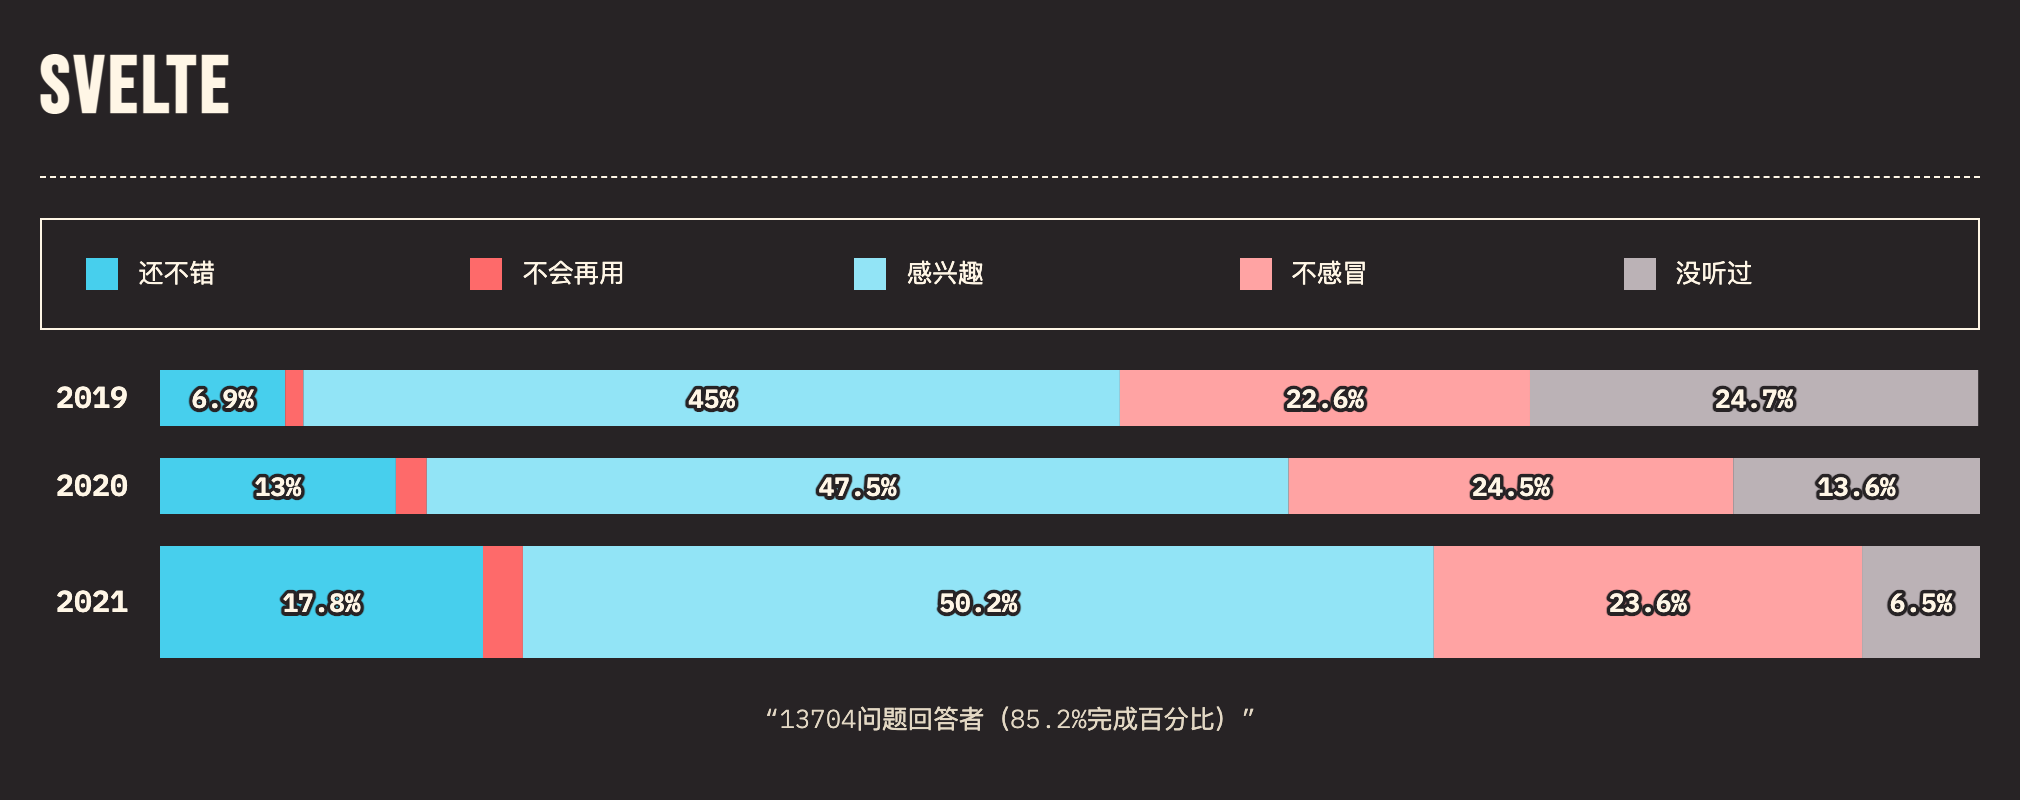 SVELTE
还不错 不会再用 感兴趣 不感冒 没听过
2019 6.9% 45% 22.6% 24.7%
2020 13% 47.5% 24.5% 13.6%
2021 17.8% 50.2% 23.6% 6.5%
“13704问题回答者（85.2%完成百分比）”